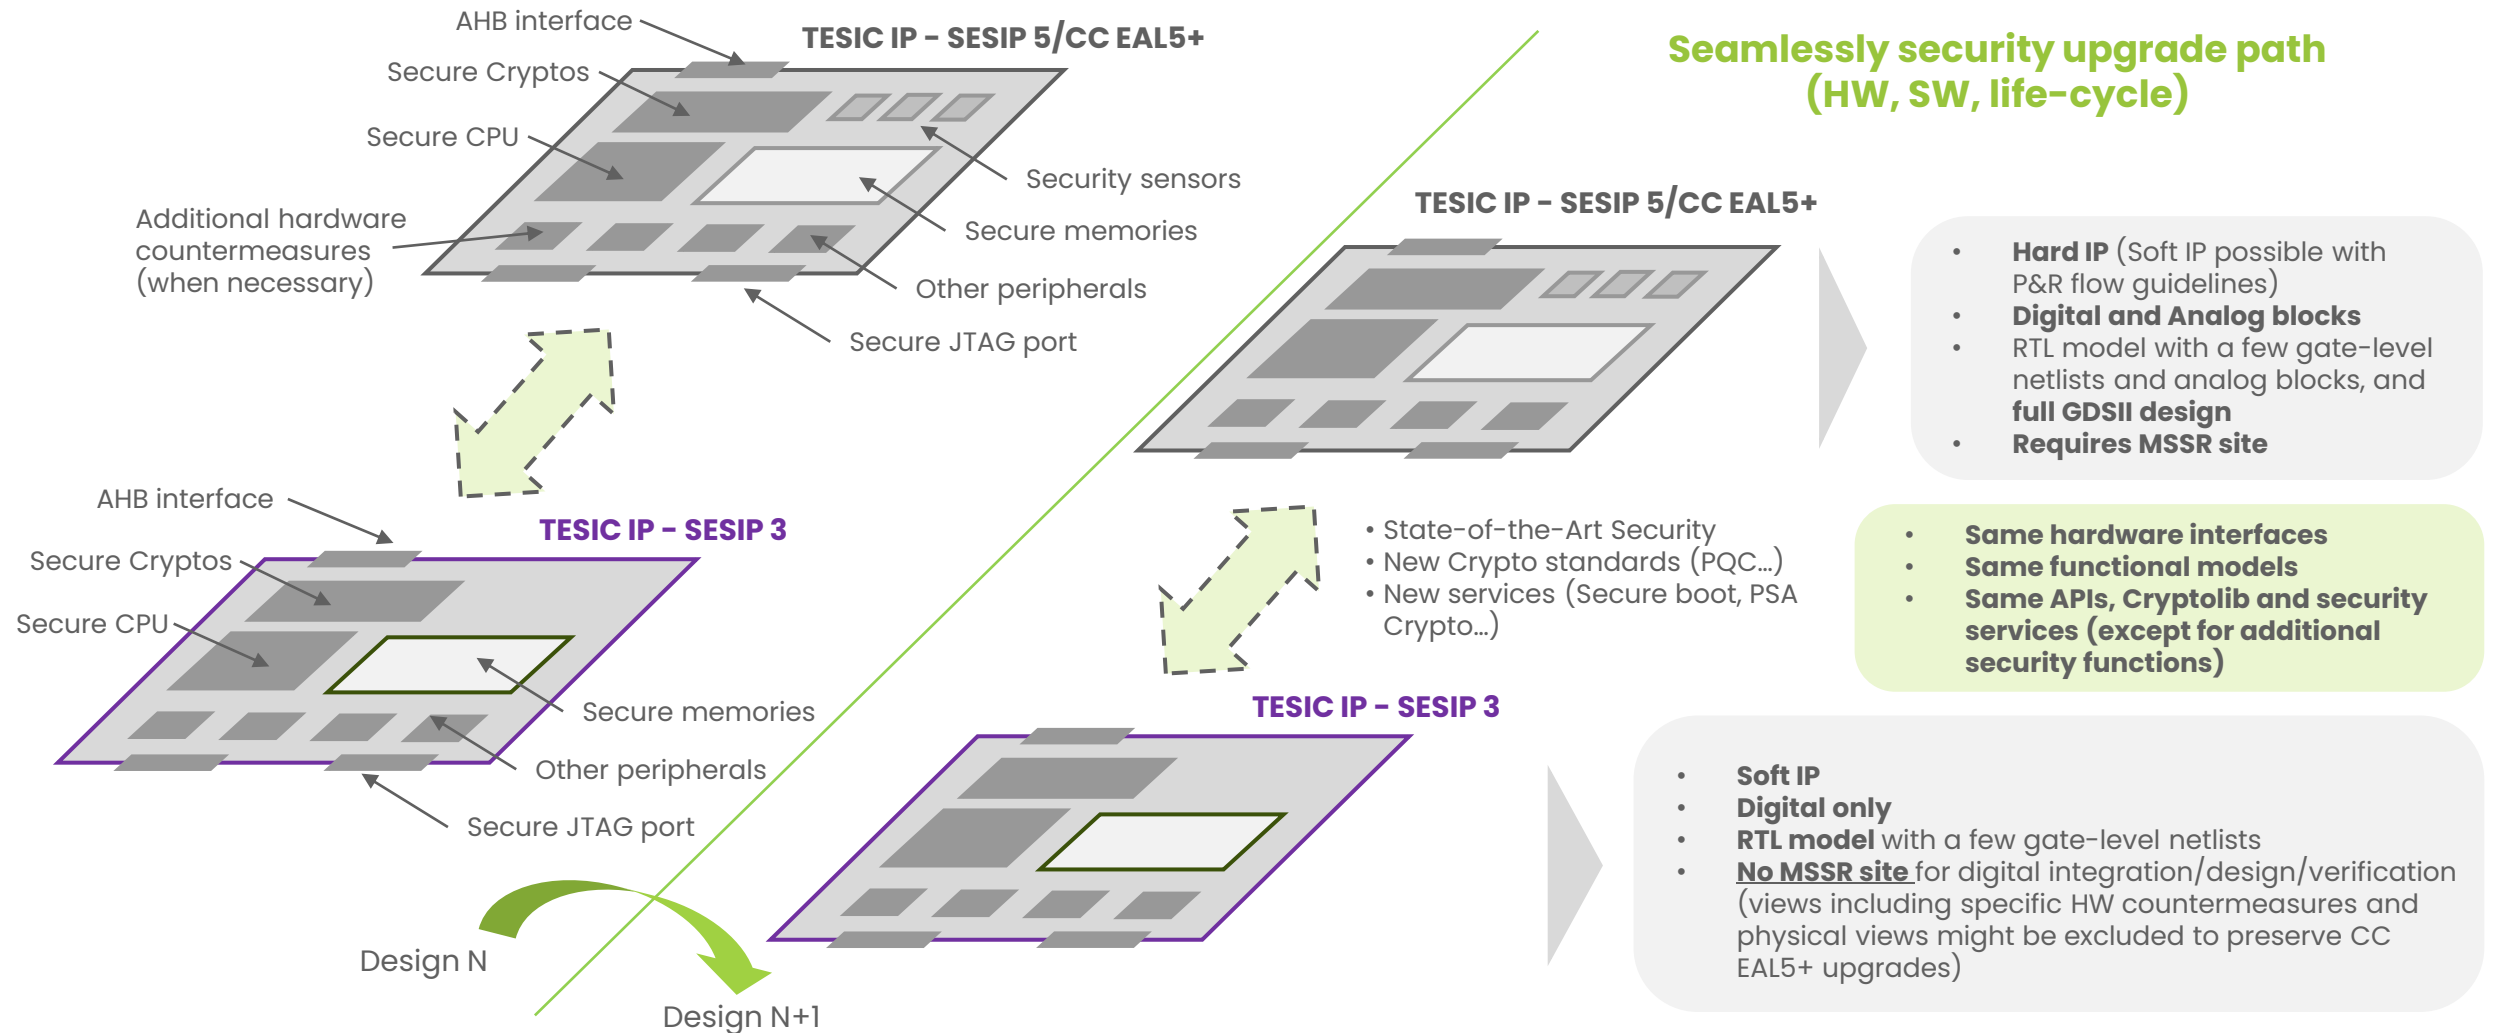 AHB interface
TESIC IP - SESIP 5/CC EAL5+
Secure Cryptos
Secure CPU
Security sensors
Additional hardware
countermeasures
(when necessary)
Secure memories
Other peripherals
Secure JTAG port
AHB interface
TESIC IP - SESIP 3
Secure Cryptos
Secure CPU
Secure memories
Other peripherals
Secure JTAG port
Design N
Design N+1
Seamlessly security upgrade path
(HW, SW, life-cycle)
TESIC IP - SESIP 5/CC EAL5+
• Hard IP (Soft IP possible with
P&R flow guidelines)
• Digital and Analog blocks
• RTL model with a few gate-level
netlists and analog blocks, and
full GDSII design
• Requires MSSR site
• State-of-the-Art Security
• New Crypto standards (PQC...)
• New services (Secure boot, PSA
Crypto...)
• Same hardware interfaces
• Same functional models
• Same APIs, Cryptolib and security
services (except for additional
security functions)
TESIC IP - SESIP 3
• Soft IP
• Digital only
• RTL model with a few gate-level netlists
• No MSSR site for digital integration/design/verification
(views including specific HW countermeasures and
physical views might be excluded to preserve CC
EAL5+ upgrades)